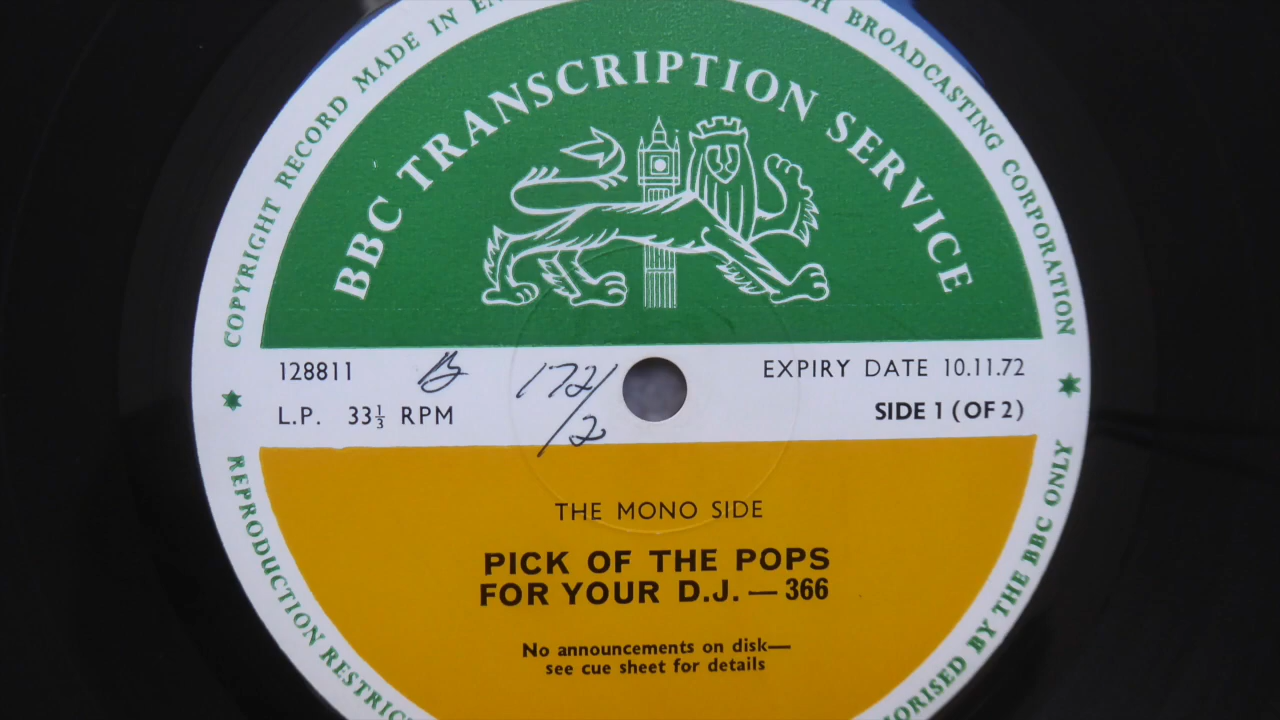 COPYRIGHT RECORD MADE IN
BROADCASTING CORPORATION
BBC TRANSCRIPTION SERVICE
128811
B
1721/2
EXPIRY DATE 10.11.72
L.P. 33⅓ RPM
SIDE 1 (OF 2)
THE MONO SIDE
PICK OF THE POPS
FOR YOUR D.J. — 366
No announcements on disk—
see cue sheet for details
REPRODUCTION
BY THE BBC ONLY